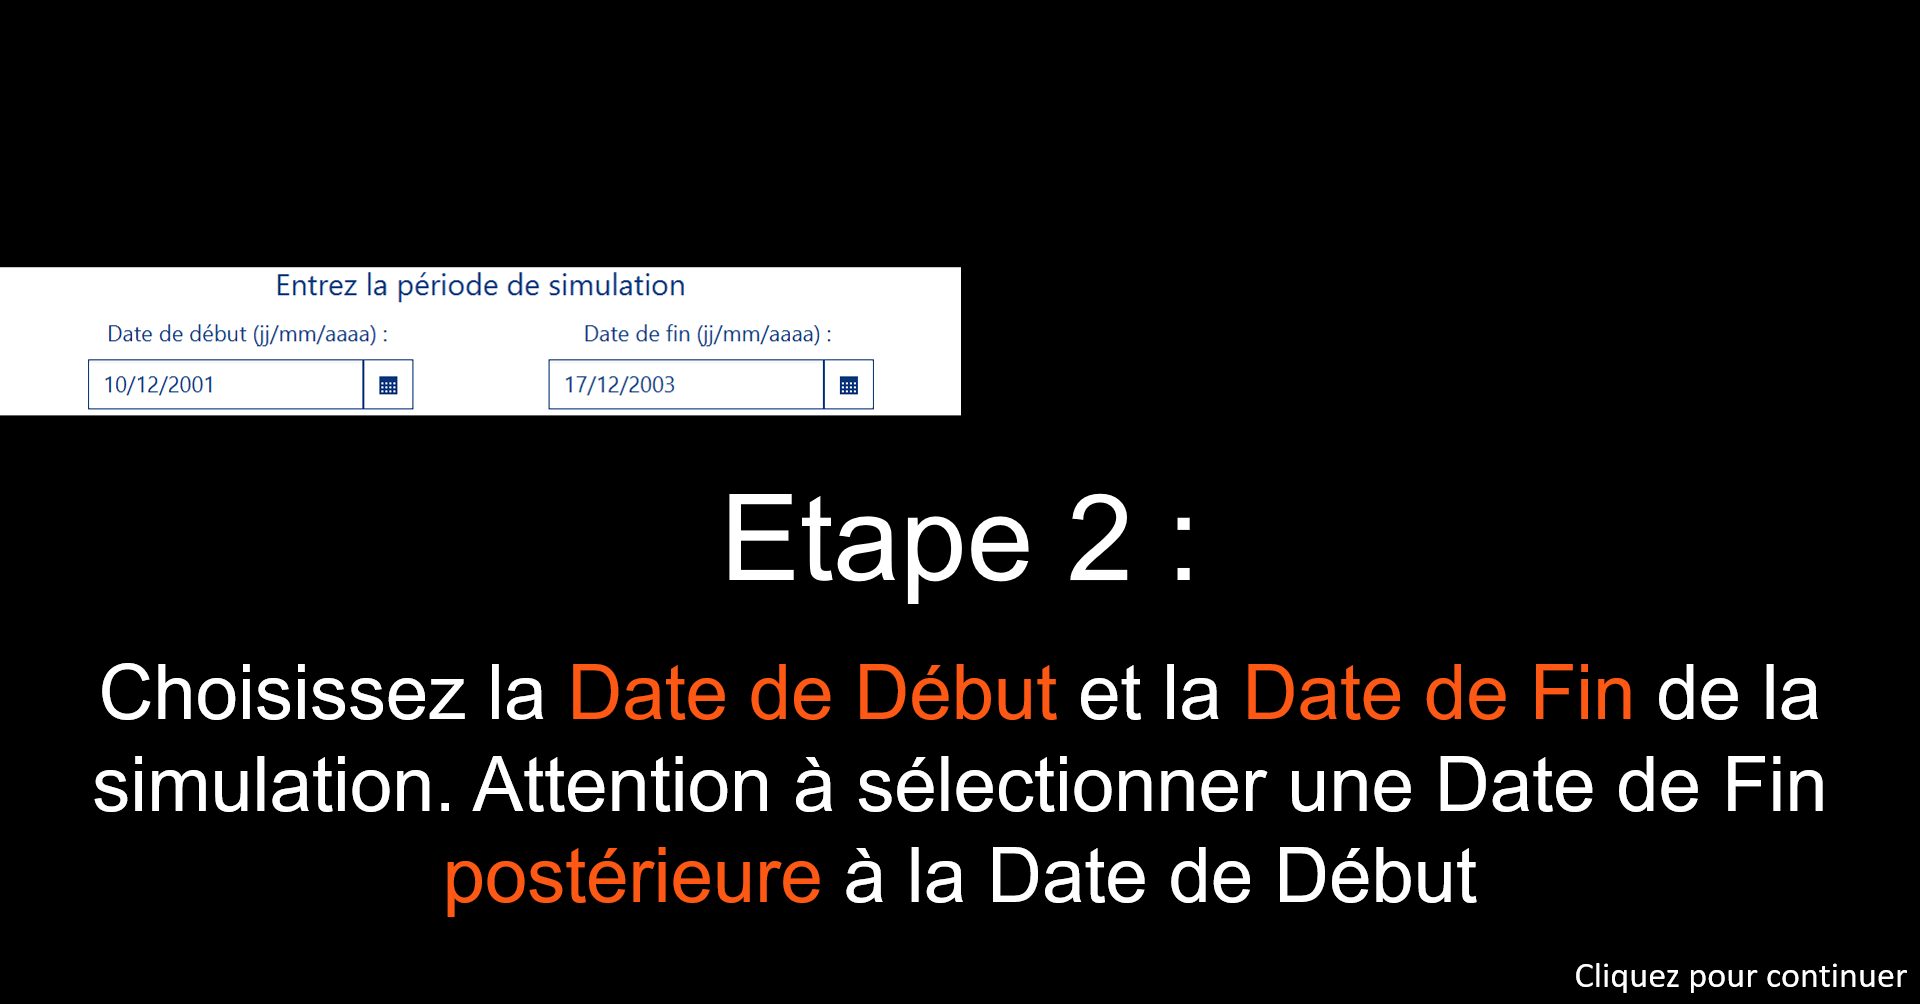 Entrez la période de simulation
Date de début (jj/mm/aaaa) : Date de fin (jj/mm/aaaa) :
10/12/2001 17/12/2003
Etape 2 :
Choisissez la Date de Début et la Date de Fin de la
simulation. Attention à sélectionner une Date de Fin
postérieure à la Date de Début
Cliquez pour continuer